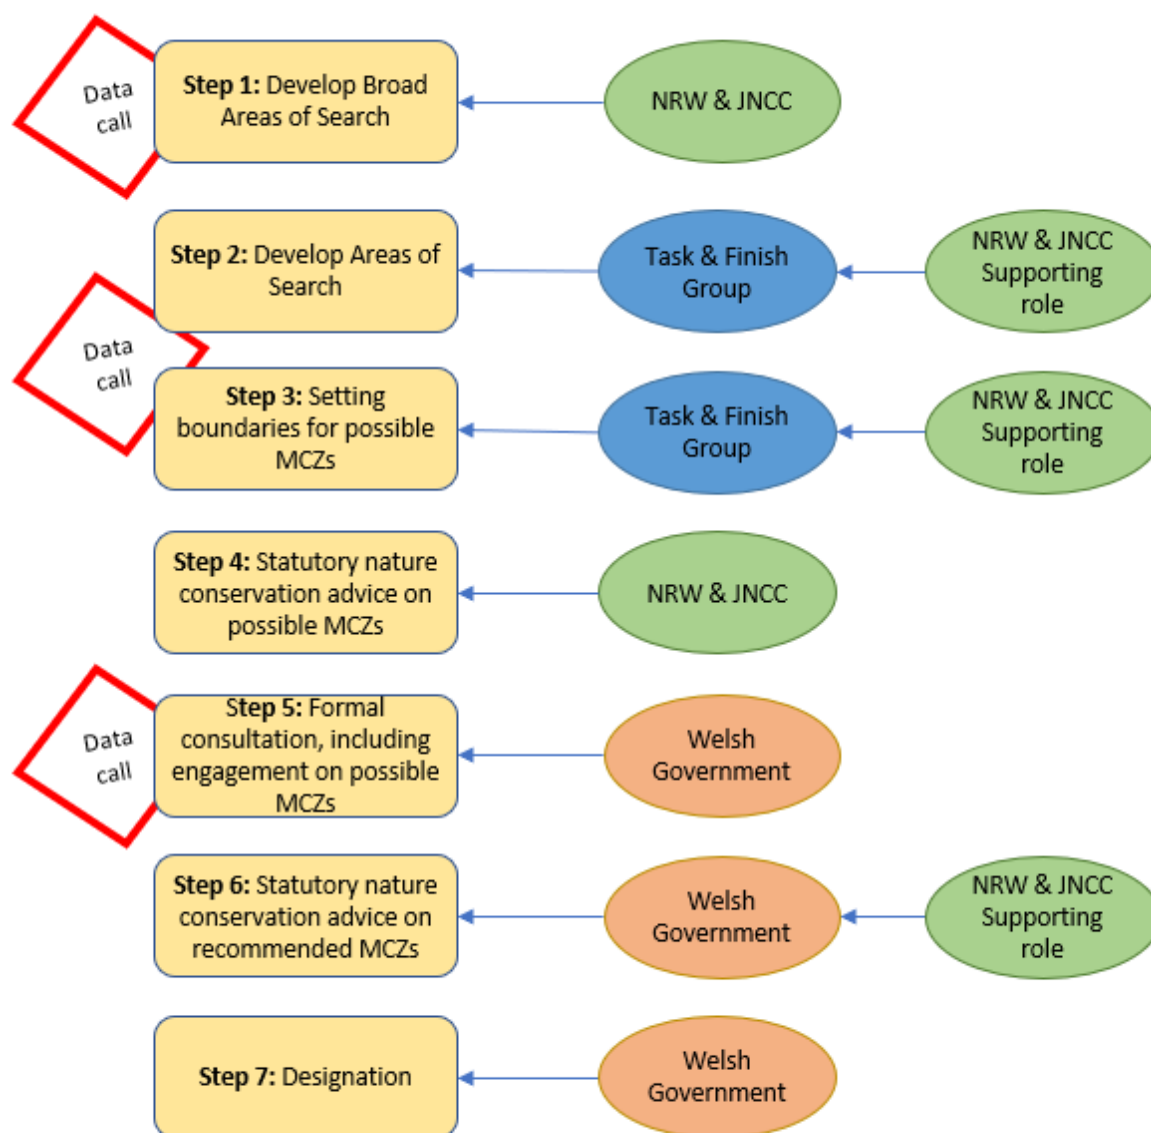 Data
call
Step 1: Develop Broad
Areas of Search
NRW & JNCC
Step 2: Develop Areas of
Search
Task & Finish
Group
NRW & JNCC
Supporting
role
Data
call
Step 3: Setting
boundaries for possible
MCZs
Task & Finish
Group
NRW & JNCC
Supporting
role
Step 4: Statutory nature
conservation advice on
possible MCZs
NRW & JNCC
Data
call
Step 5: Formal
consultation, including
engagement on possible
MCZs
Welsh
Government
Step 6: Statutory nature
conservation advice on
recommended MCZs
Welsh
Government
NRW & JNCC
Supporting
role
Step 7: Designation
Welsh
Government